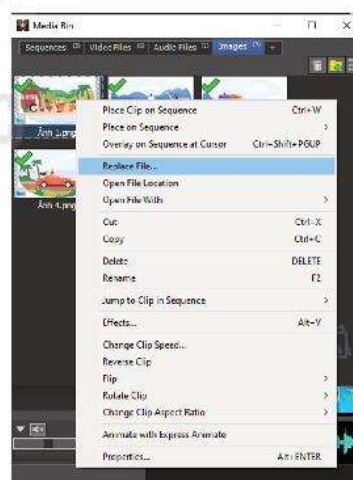 Media Bin
Sequences Video Files Audio Files Images +
Ảnh 1.png
Ảnh 4.png
Place Clip on Sequence Ctrl+W
Place on Sequence >
Overlay on Sequence at Cursor Ctrl+Shift+PGUP
Replace File...
Open File Location
Open File With >
Cut Ctrl+X
Copy Ctrl+C
Delete DELETE
Rename F2
Jump to Clip in Sequence >
Effects... Alt+V
Change Clip Speed...
Reverse Clip
Flip >
Rotate Clip >
Change Clip Aspect Ratio >
Animate with Express Animate
Properties... Alt+ENTER